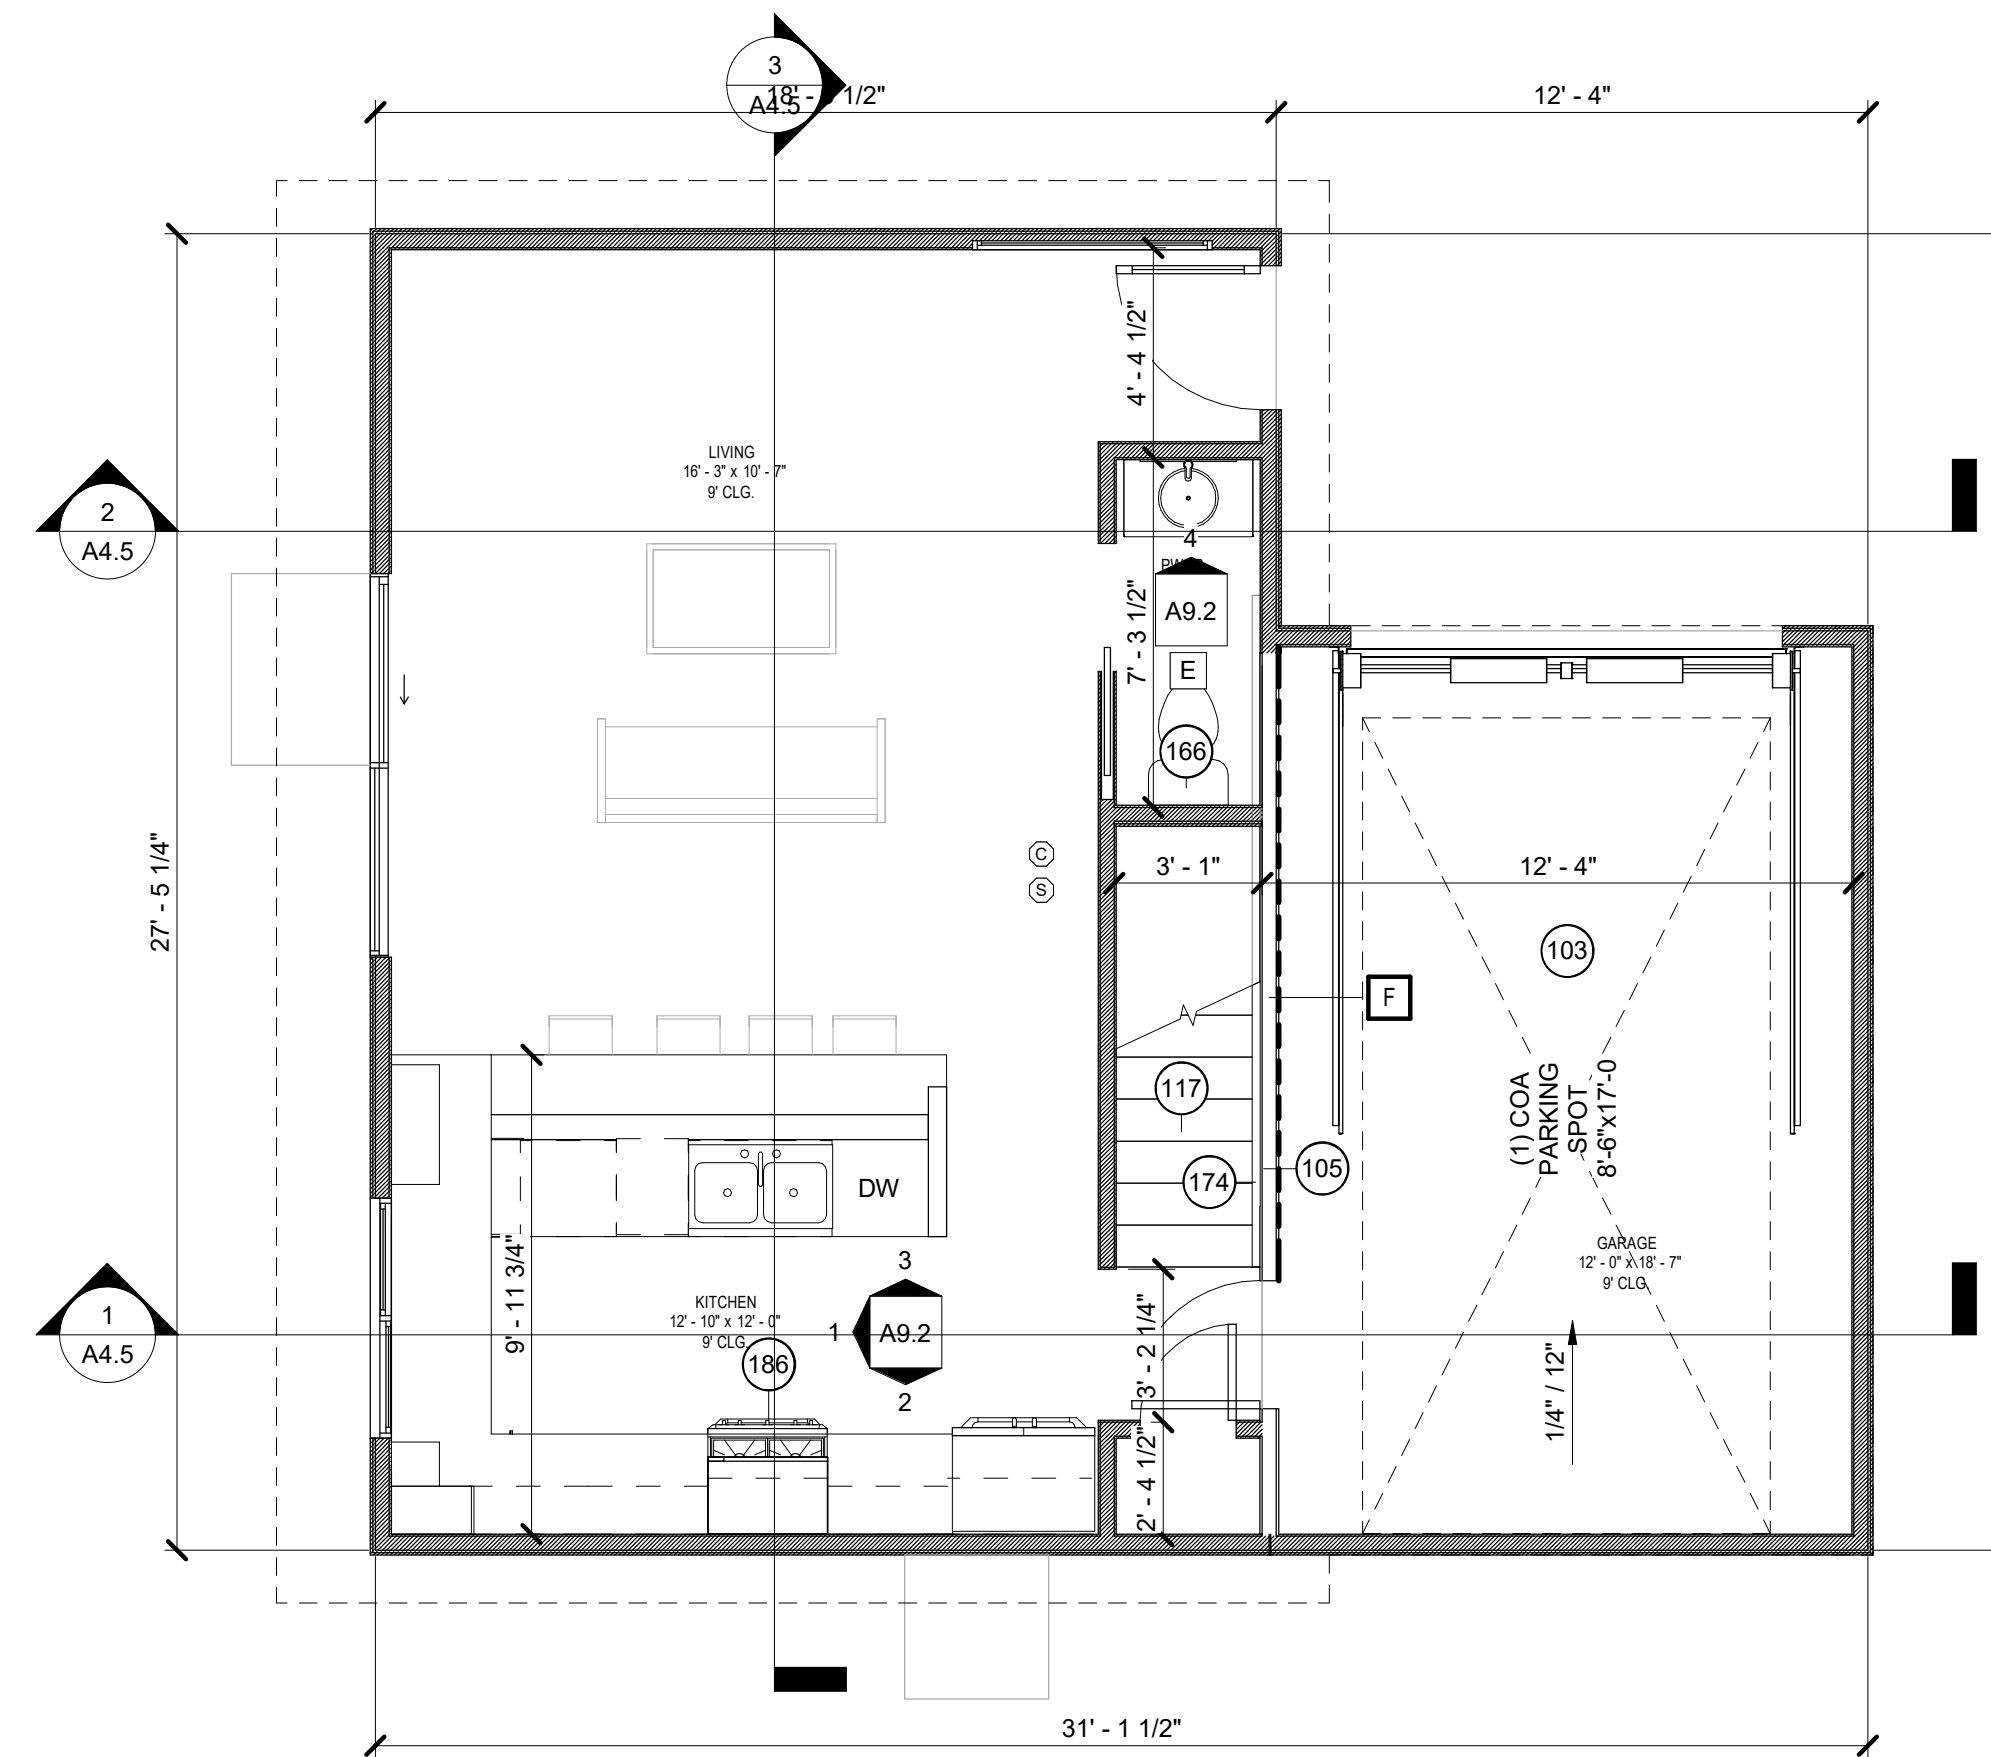 3
A4.5
18' - 1/2"
12' - 4"
LIVING
16' - 3" x 10' - 7"
9' CLG.
4' - 4 1/2"
2
A4.5
4
A9.2
7' - 3 1/2"
E
166
27' - 5 1/4"
C
S
3' - 1"
12' - 4"
103
F
117
174
105
(1) COA
PARKING
SPOT
8'-6"x17'-0
DW
GARAGE
12' - 0" x 18' - 7"
9' CLG
9' - 11 3/4"
KITCHEN
12' - 10" x 12' - 0"
9' CLG.
186
3
1
A9.2
2
3' - 2 1/4"
1
A4.5
1/4" / 12"
2' - 4 1/2"
31' - 1 1/2"